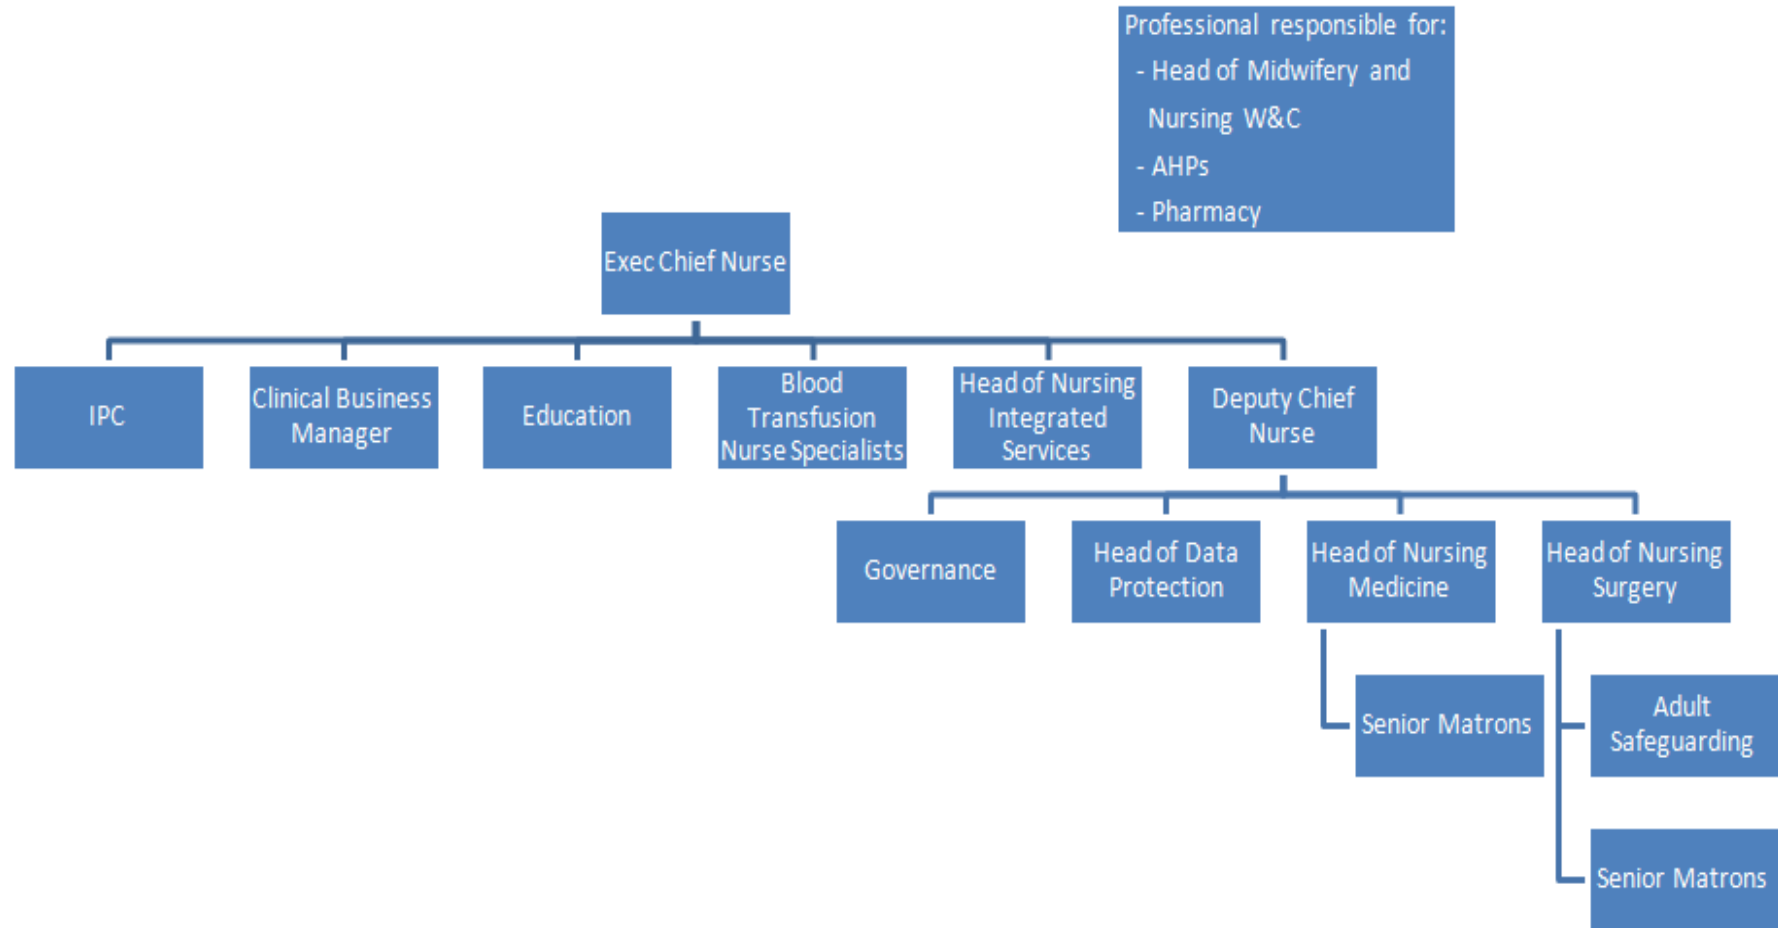 Professional responsible for:
- Head of Midwifery and
Nursing W&C
- AHPs
- Pharmacy
Exec Chief Nurse
IPC
Clinical Business
Manager
Education
Blood
Transfusion
Nurse Specialists
Head of Nursing
Integrated
Services
Deputy Chief
Nurse
Governance
Head of Data
Protection
Head of Nursing
Medicine
Head of Nursing
Surgery
Senior Matrons
Adult
Safeguarding
Senior Matrons